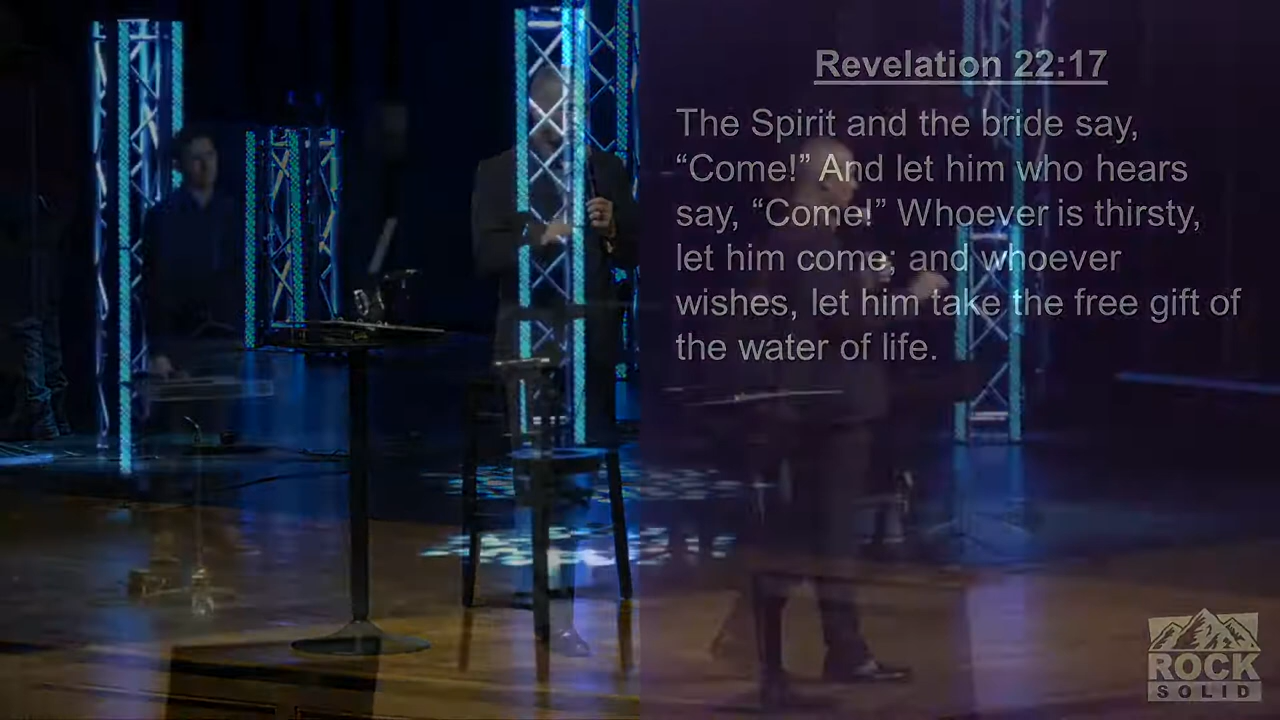 Revelation 22:17
The Spirit and the bride say,
“Come!” And let him who hears
say, “Come!” Whoever is thirsty,
let him come; and whoever
wishes, let him take the free gift of
the water of life.
ROCK
SOLID